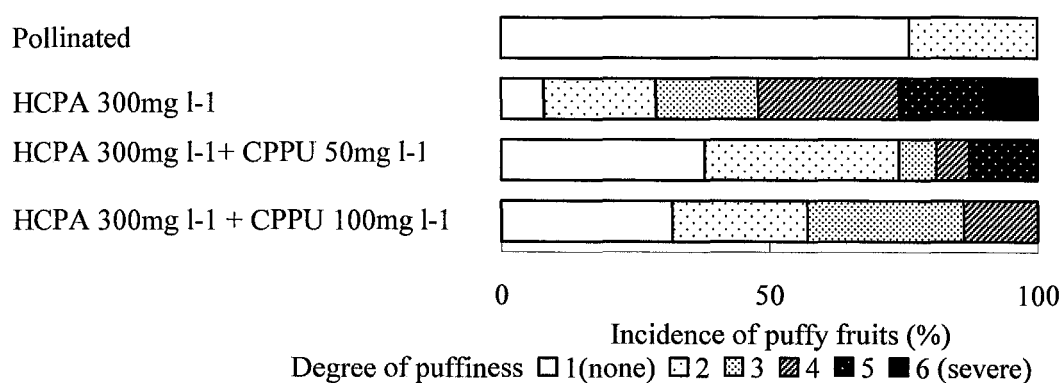 Pollinated
HCPA 300mg l-1
HCPA 300mg l-1+ CPPU 50mg l-1
HCPA 300mg l-1 + CPPU 100mg l-1
0 50 100
Incidence of puffy fruits (%)
Degree of puffiness 1(none) 2 3 4 5 6 (severe)